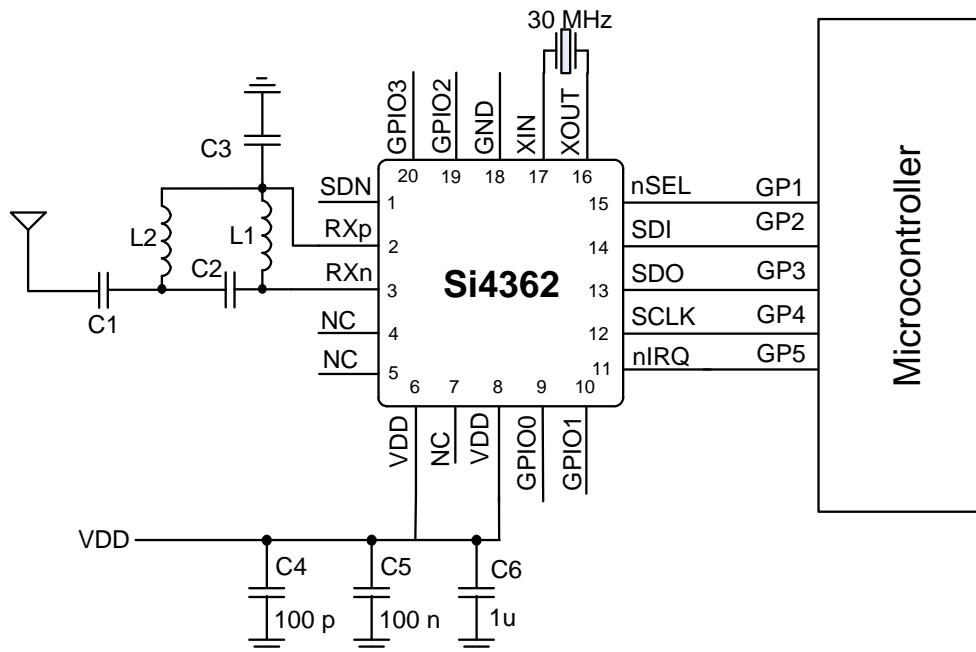 30 MHz
GPIO3
GPIO2
GND
XIN
XOUT
C3
20
19
18
17
16
SDN
1
15
nSEL
GP1
L2
L1
RXp
2
14
SDI
GP2
C2
RXn
3
Si4362
13
SDO
GP3
C1
NC
4
12
SCLK
GP4
NC
5
11
nIRQ
GP5
6
7
8
9
10
VDD
NC
VDD
GPIO0
GPIO1
Microcontroller
VDD
C4
C5
C6
100 p
100 n
1u